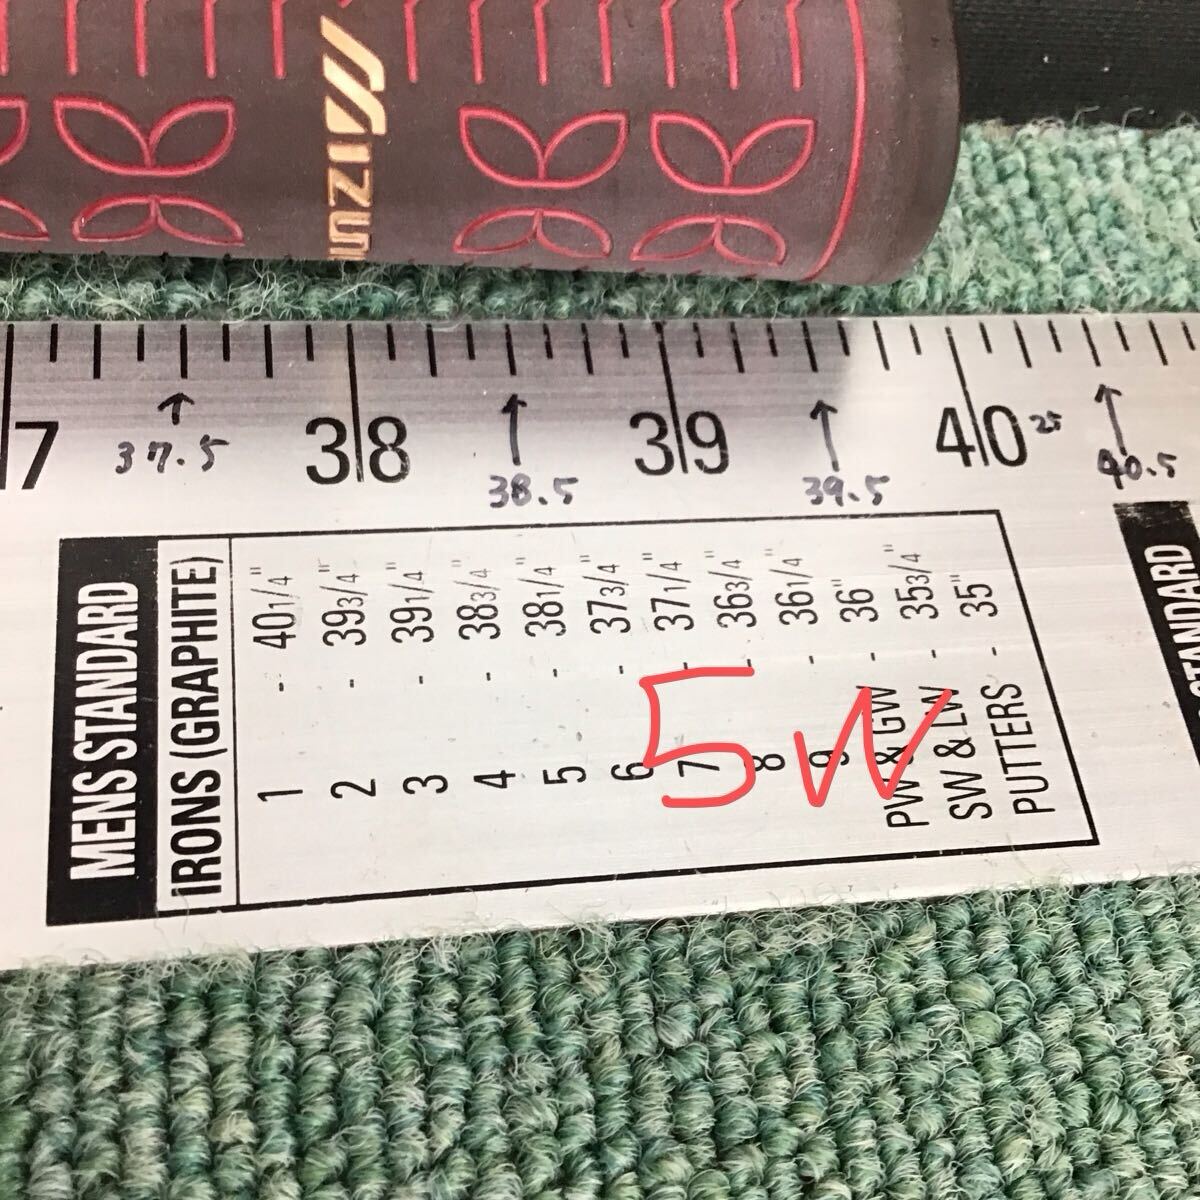 MIZUN
7 38 39 40 25
37.5 38.5 39.5 40.5
MENS STANDARD
IRONS (GRAPHITE)
1 - 40 1/4"
2 - 39 3/4"
3 - 39 1/4"
4 - 38 3/4"
5 - 38 1/4"
6 - 37 3/4"
7 - 37 1/4"
8 - 36 3/4"
9 - 36 1/4"
PW & GW - 36"
SW & LW - 35 3/4"
PUTTERS - 35"
5W
STANDARD